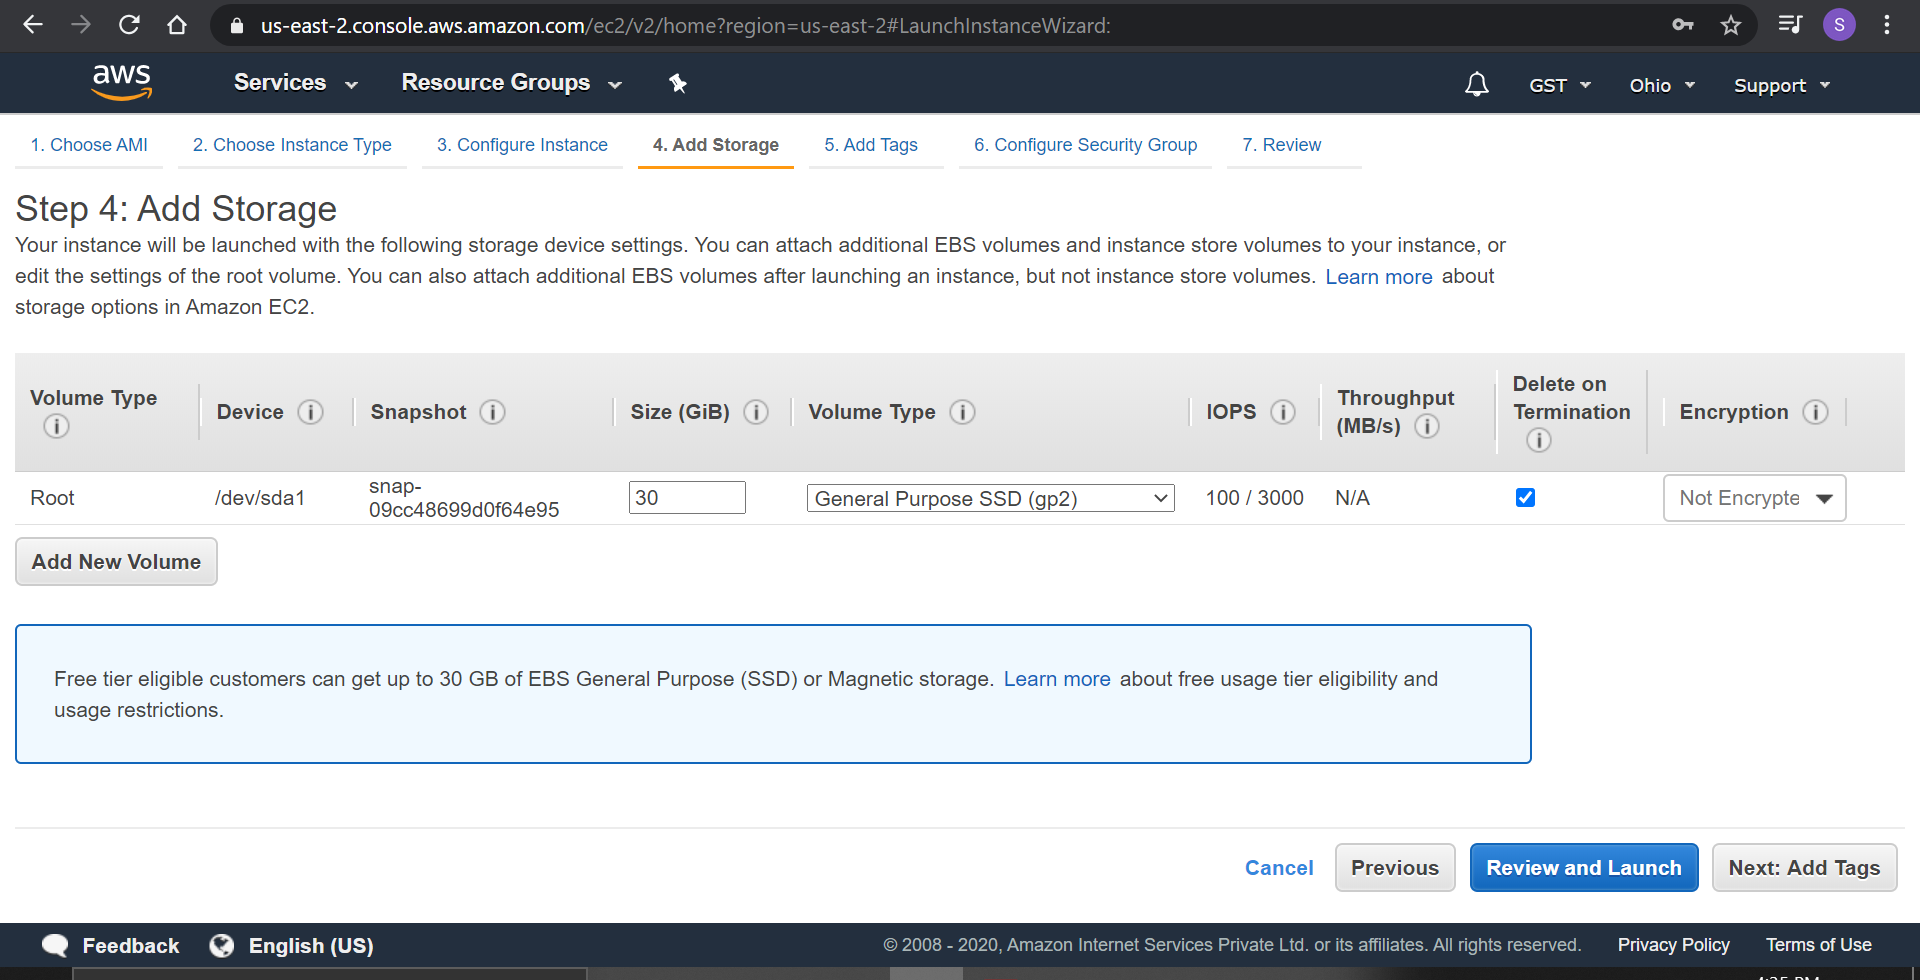 us-east-2.console.aws.amazon.com/ec2/v2/home?region=us-east-2#LaunchInstanceWizard:
S
aws Services Resource Groups GST Ohio Support
1. Choose AMI 2. Choose Instance Type 3. Configure Instance 4. Add Storage 5. Add Tags 6. Configure Security Group 7. Review
Step 4: Add Storage
Your instance will be launched with the following storage device settings. You can attach additional EBS volumes and instance store volumes to your instance, or
edit the settings of the root volume. You can also attach additional EBS volumes after launching an instance, but not instance store volumes. Learn more about
storage options in Amazon EC2.
Volume Type Device Snapshot Size (GiB) Volume Type IOPS Throughput (MB/s) Delete on Termination Encryption
Root /dev/sda1 snap-09cc48699d0f64e95 30 General Purpose SSD (gp2) 100 / 3000 N/A Not Encrypte
Add New Volume
Free tier eligible customers can get up to 30 GB of EBS General Purpose (SSD) or Magnetic storage. Learn more about free usage tier eligibility and
usage restrictions.
Cancel Previous Review and Launch Next: Add Tags
Feedback English (US) © 2008 - 2020, Amazon Internet Services Private Ltd. or its affiliates. All rights reserved. Privacy Policy Terms of Use